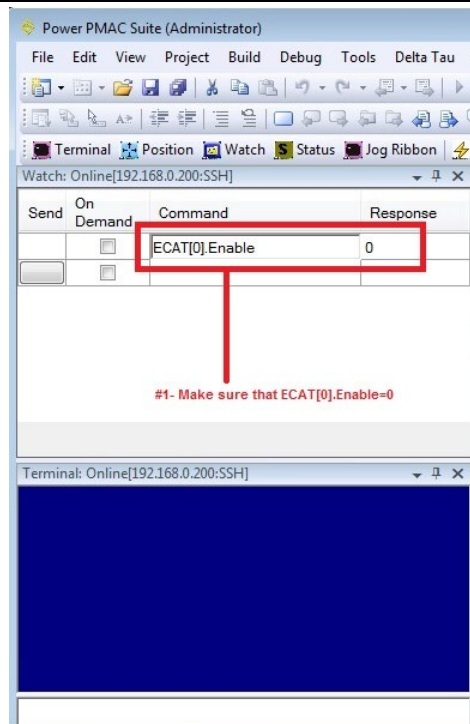 Power PMAC Suite (Administrator)
File Edit View Project Build Debug Tools Delta Tau
Terminal Position Watch Status Jog Ribbon
Watch: Online[192.168.0.200:SSH]
Send On Demand Command Response
ECAT[0].Enable 0
#1- Make sure that ECAT[0].Enable=0
Terminal: Online[192.168.0.200:SSH]